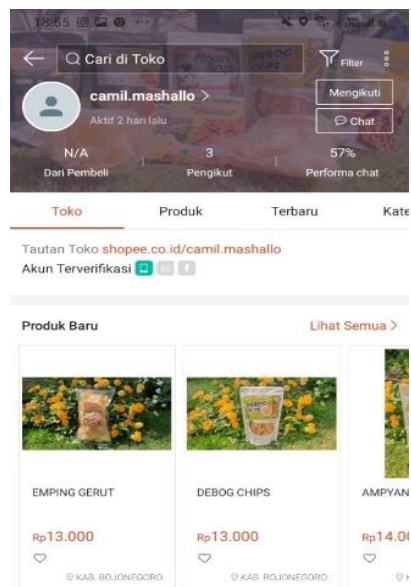 18:55
Cari di Toko
Filter
camil.mashallo >
Mengikuti
Aktif 2 hari lalu
Chat
N/A
3
57%
Dari Pembeli
Pengikut
Performa chat
Toko
Produk
Terbaru
Kate
Tautan Toko shopee.co.id/camil.mashallo
Akun Terverifikasi
Produk Baru
Lihat Semua >
DEBOG
CHIPS
EMPING GERUT
DEBOG CHIPS
AMPYAN
Rp13.000
Rp13.000
Rp14.00
KAB. BOJONEGORO
KAB. BOJONEGORO